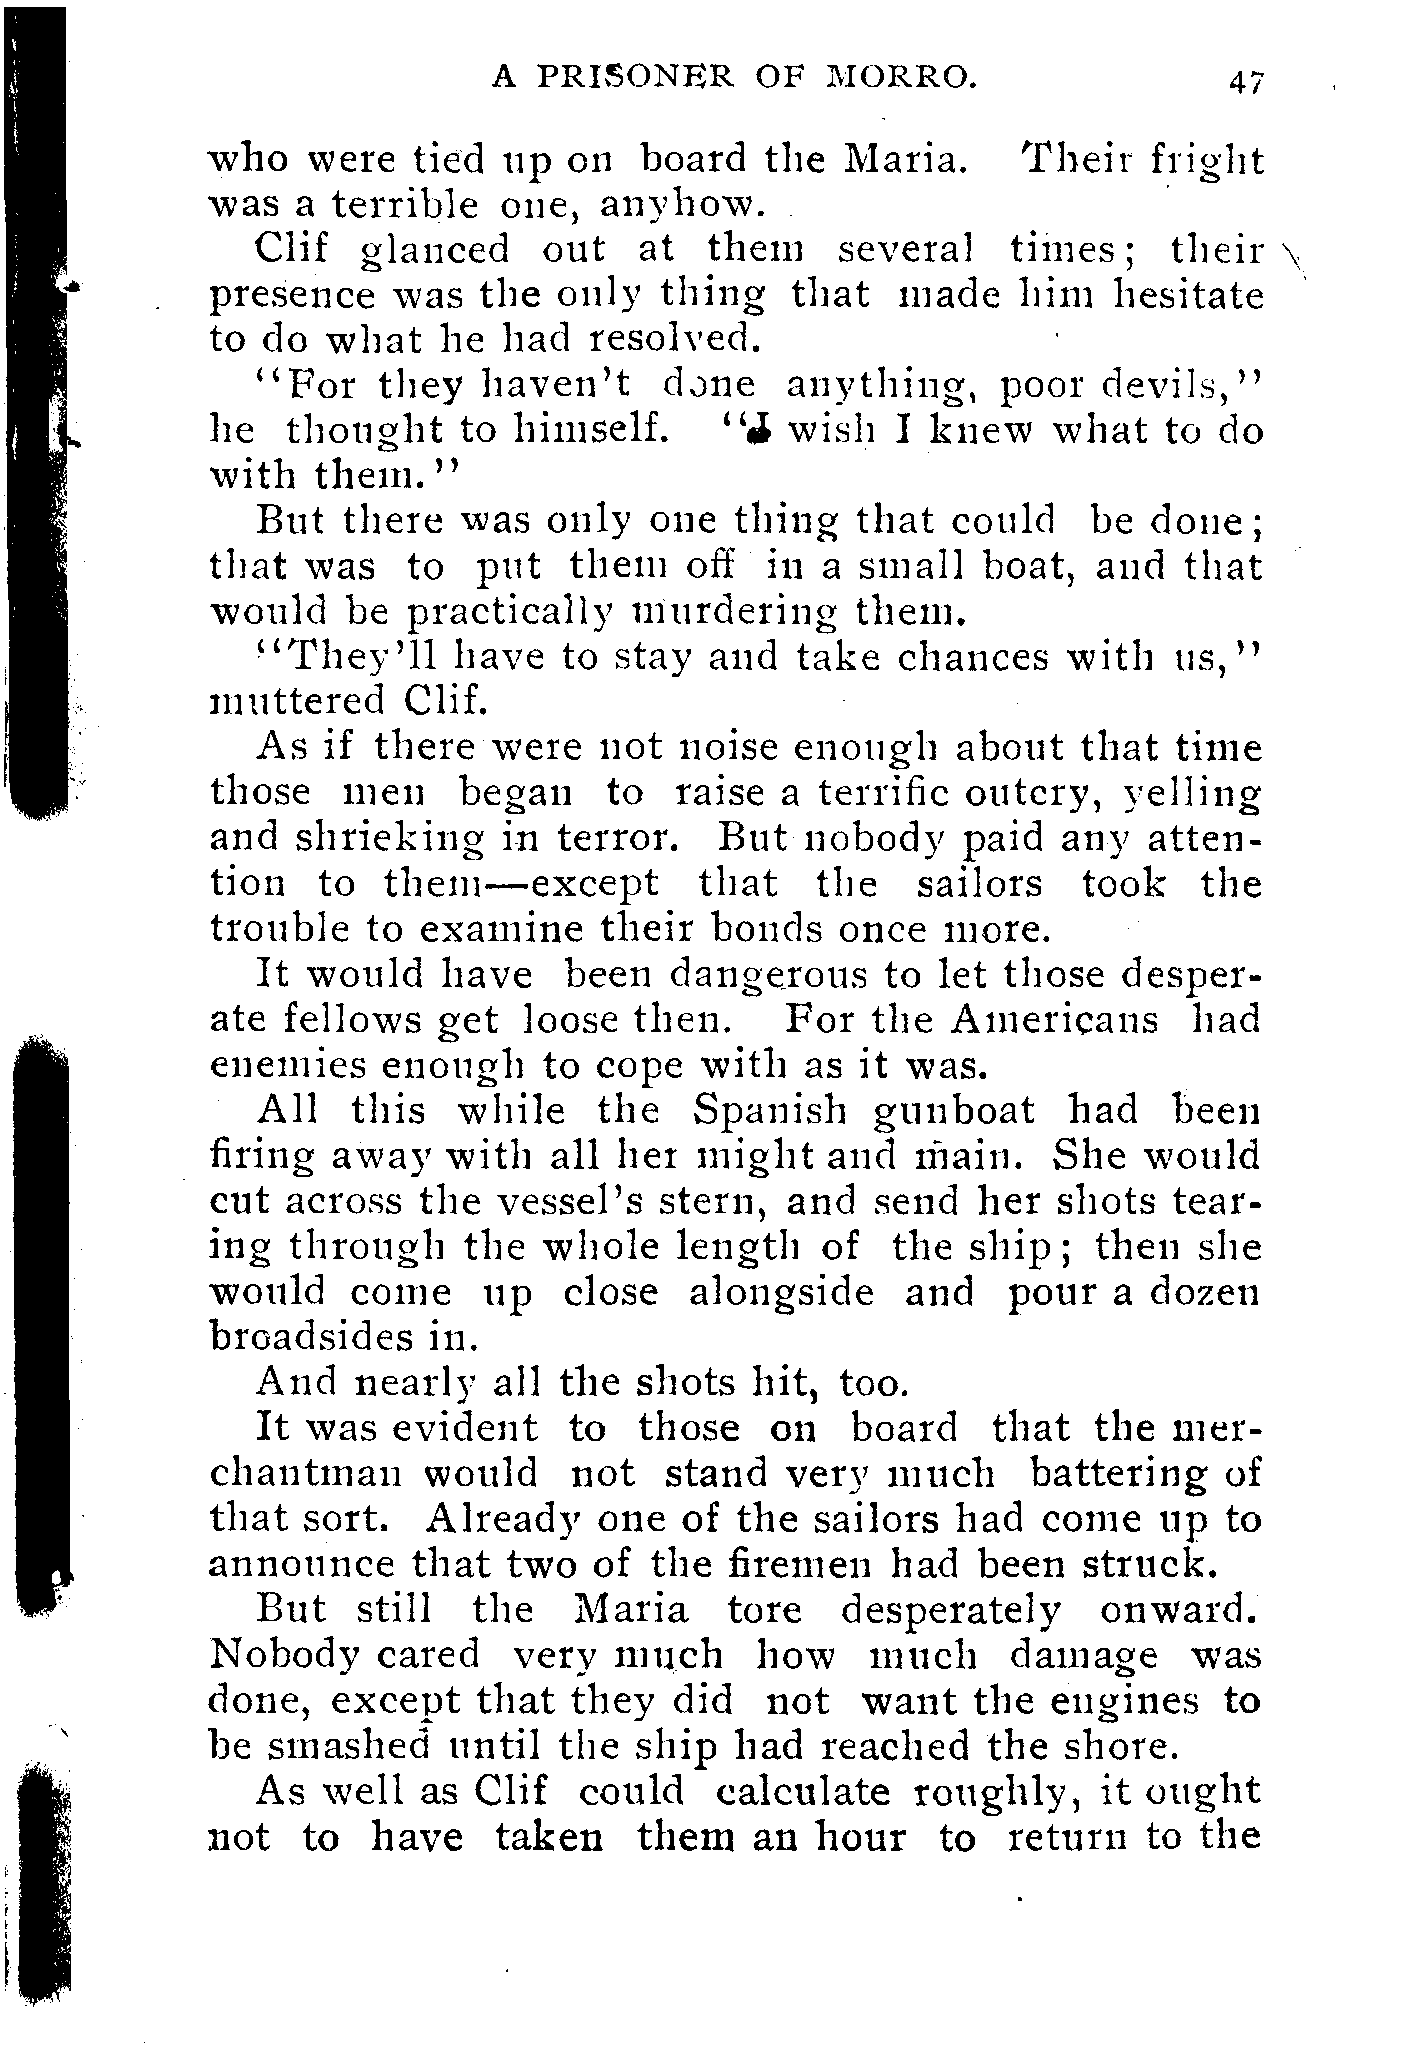 A PRISONER OF MORRO. 47
who were tied up on board the Maria. Their fright
was a terrible one, anyhow.
Clif glanced out at them several times; their
presence was the only thing that made him hesitate
to do what he had resolved.
"For they haven't done anything, poor devils,"
he thought to himself. "I wish I knew what to do
with them."
But there was only one thing that could be done;
that was to put them off in a small boat, and that
would be practically murdering them.
"They'll have to stay and take chances with us,"
muttered Clif.
As if there were not noise enough about that time
those men began to raise a terrific outcry, yelling
and shrieking in terror. But nobody paid any atten-
tion to them—except that the sailors took the
trouble to examine their bonds once more.
It would have been dangerous to let those desper-
ate fellows get loose then. For the Americans had
enemies enough to cope with as it was.
All this while the Spanish gunboat had been
firing away with all her might and main. She would
cut across the vessel's stern, and send her shots tear-
ing through the whole length of the ship; then she
would come up close alongside and pour a dozen
broadsides in.
And nearly all the shots hit, too.
It was evident to those on board that the mer-
chantman would not stand very much battering of
that sort. Already one of the sailors had come up to
announce that two of the firemen had been struck.
But still the Maria tore desperately onward.
Nobody cared very much how much damage was
done, except that they did not want the engines to
be smashed until the ship had reached the shore.
As well as Clif could calculate roughly, it ought
not to have taken them an hour to return to the